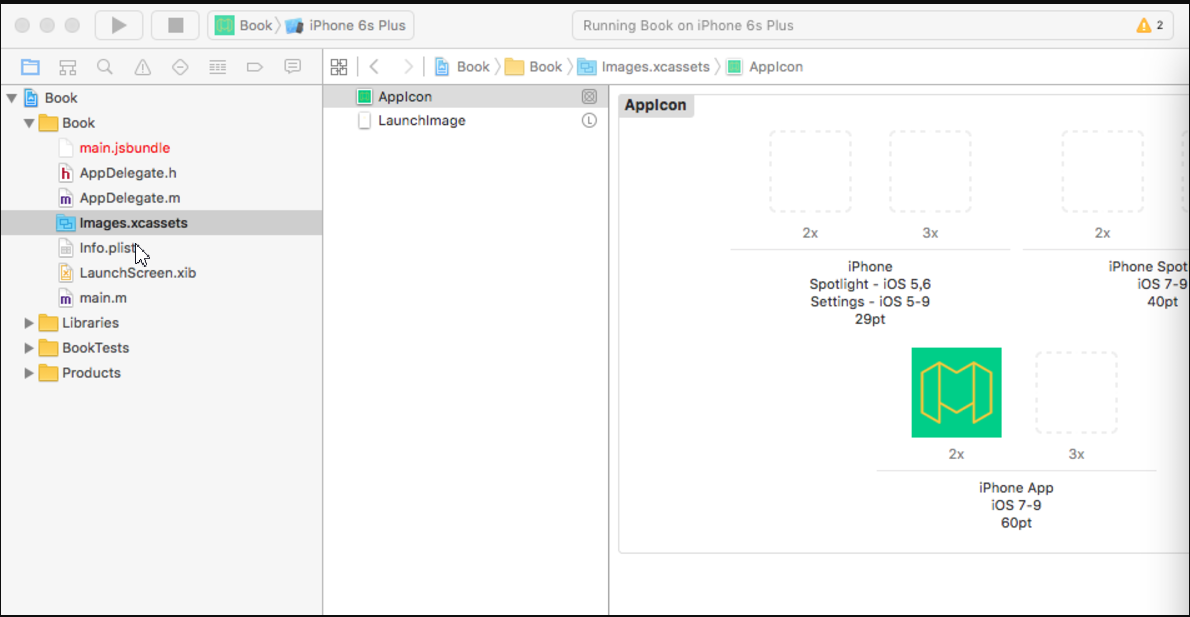 Book
iPhone 6s Plus
Running Book on iPhone 6s Plus
2
Book
Book
Images.xcassets
AppIcon
Book
Book
main.jsbundle
AppDelegate.h
AppDelegate.m
Images.xcassets
Info.plist
LaunchScreen.xib
main.m
Libraries
BookTests
Products
AppIcon
LaunchImage
L
AppIcon
2x
3x
iPhone
Spotlight - iOS 5,6
Settings - iOS 5-9
29pt
2x
iPhone Spot
iOS 7-9
40pt
2x
3x
iPhone App
iOS 7-9
60pt